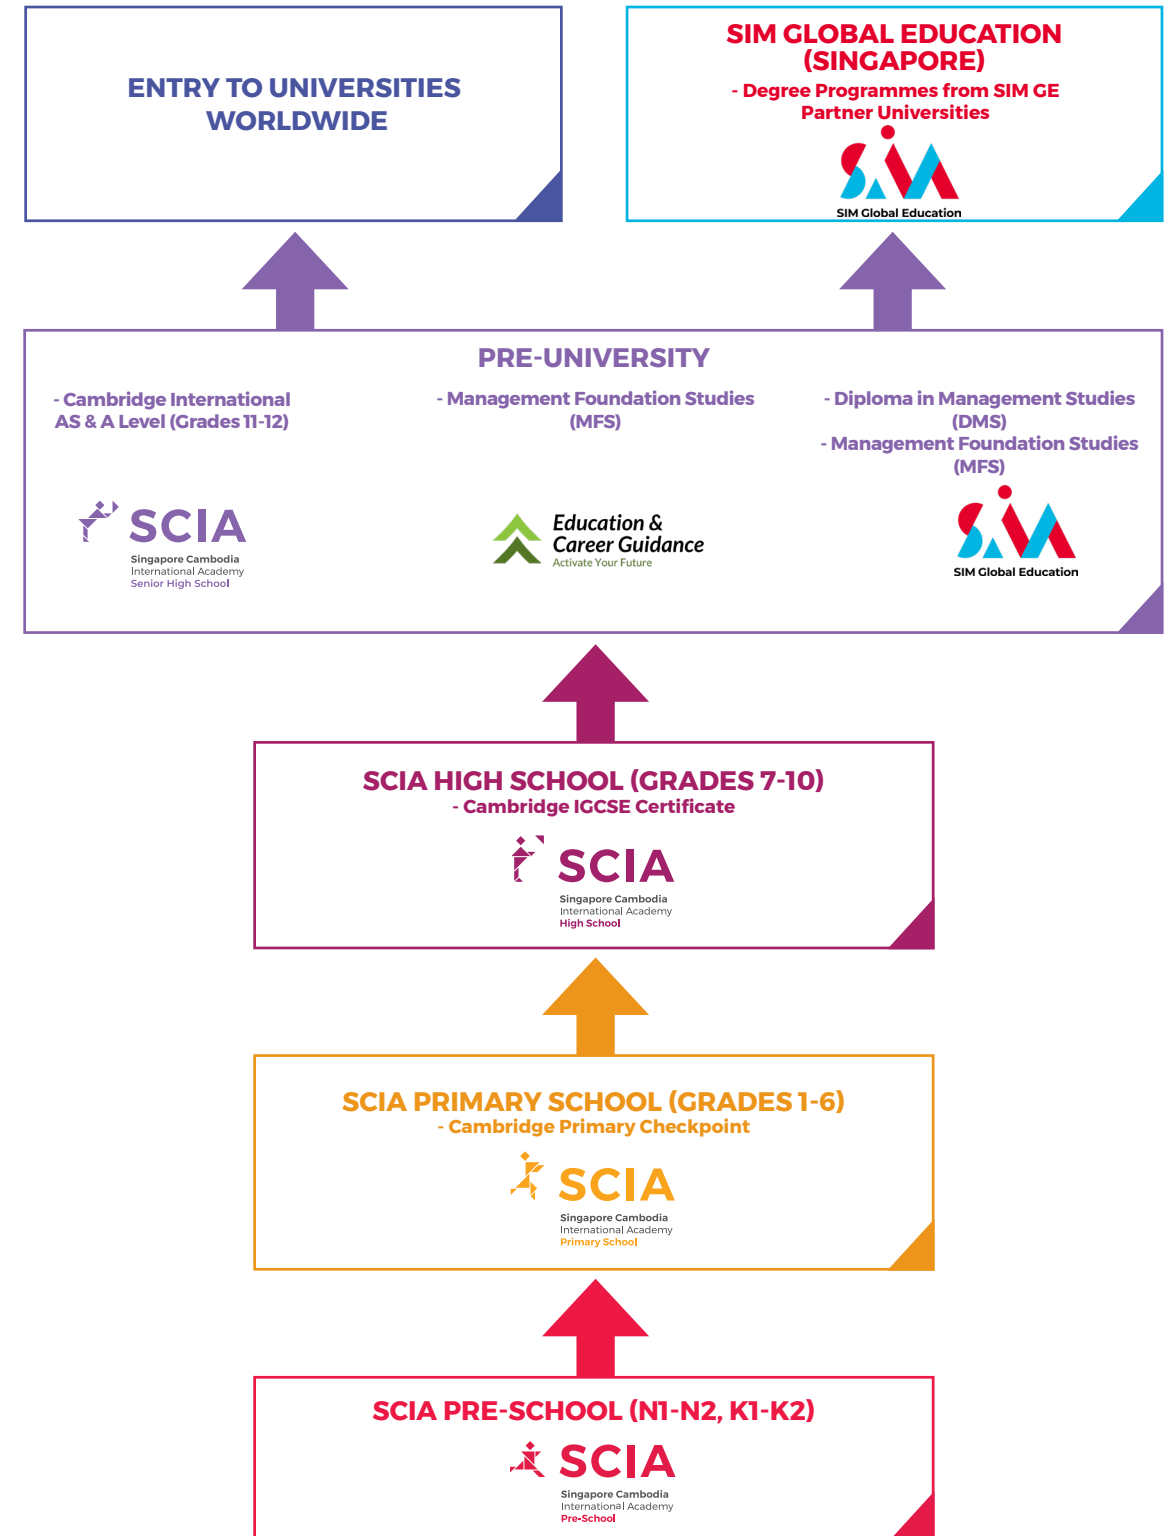 ENTRY TO UNIVERSITIES
WORLDWIDE
SIM GLOBAL EDUCATION
(SINGAPORE)
- Degree Programmes from SIM GE
Partner Universities
SIM
SIM Global Education
PRE-UNIVERSITY
- Cambridge International
AS & A Level (Grades 11-12)
SCIA
Singapore Cambodia
International Academy
Senior High School
- Management Foundation Studies
(MFS)
Education &
Career Guidance
Activate Your Future
- Diploma in Management Studies
(DMS)
- Management Foundation Studies
(MFS)
SIM
SIM Global Education
SCIA HIGH SCHOOL (GRADES 7-10)
- Cambridge IGCSE Certificate
SCIA
Singapore Cambodia
International Academy
High School
SCIA PRIMARY SCHOOL (GRADES 1-6)
- Cambridge Primary Checkpoint
SCIA
Singapore Cambodia
International Academy
Primary School
SCIA PRE-SCHOOL (N1-N2, K1-K2)
SCIA
Singapore Cambodia
International Academy
Pre-School